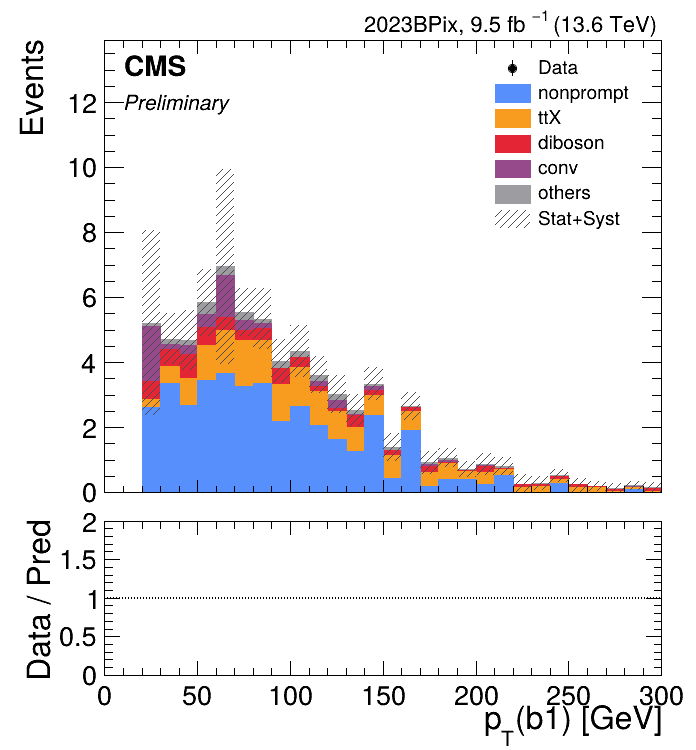 2023BPix, 9.5 fb⁻¹ (13.6 TeV)
CMS
Preliminary
Events
Data
nonprompt
ttX
diboson
conv
others
Stat+Syst
12
10
8
6
4
2
0
Data / Pred
2
1.5
1
0.5
0
0 50 100 150 200 250 300
p_T(b1) [GeV]